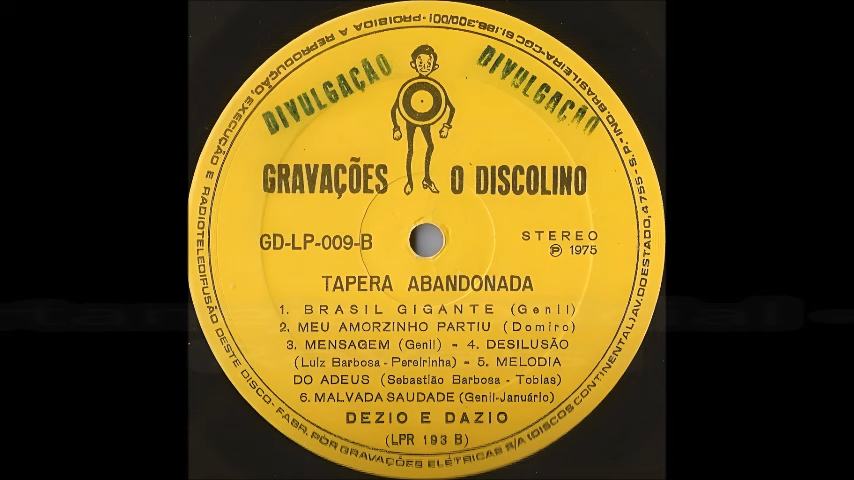 DIVULGAÇÃO
DIVULGAÇÃO
GRAVAÇÕES O DISCOLINO
GD-LP-009-B
STEREO
Ⓟ 1975
TAPERA ABANDONADA
1. BRASIL GIGANTE (Genil)
2. MEU AMORZINHO PARTIU (Domiro)
3. MENSAGEM (Genil) - 4. DESILUSÃO
(Luiz Barbosa - Pereirinha) - 5. MELODIA
DO ADEUS (Sebastião Barbosa - Tobias)
6. MALVADA SAUDADE (Genil-Januário)
DEZIO E DAZIO
(LPR 193 B)
FABR. POR GRAVAÇÕES ELÉTRICAS S/A (DISCOS CONTINENTAL) AV. DO ESTADO, 4755 - S. P. IND. BRASILEIRA - CGC 61.186.300/001 - PROIBIDA A REPRODUÇÃO, EXECUÇÃO E RADIOTELEDIFUSÃO DESTE DISCO -